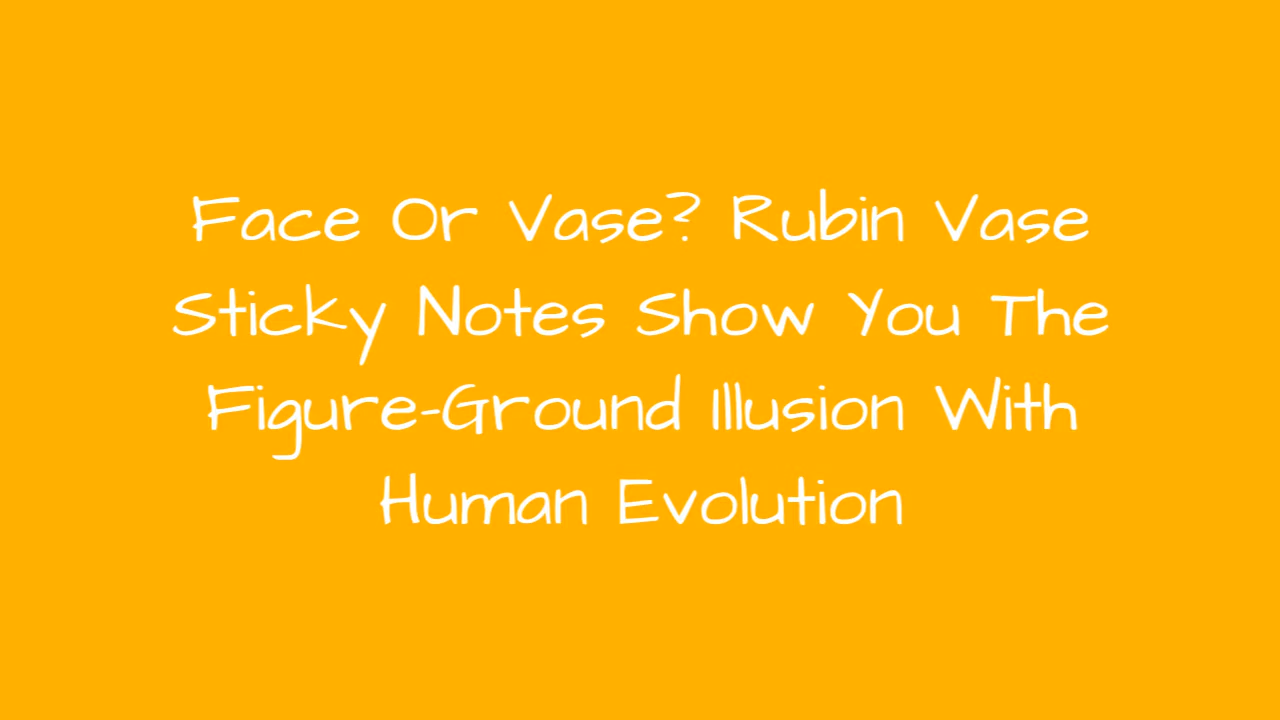 Face Or Vase? Rubin Vase
Sticky Notes Show You The
Figure-Ground Illusion With
Human Evolution